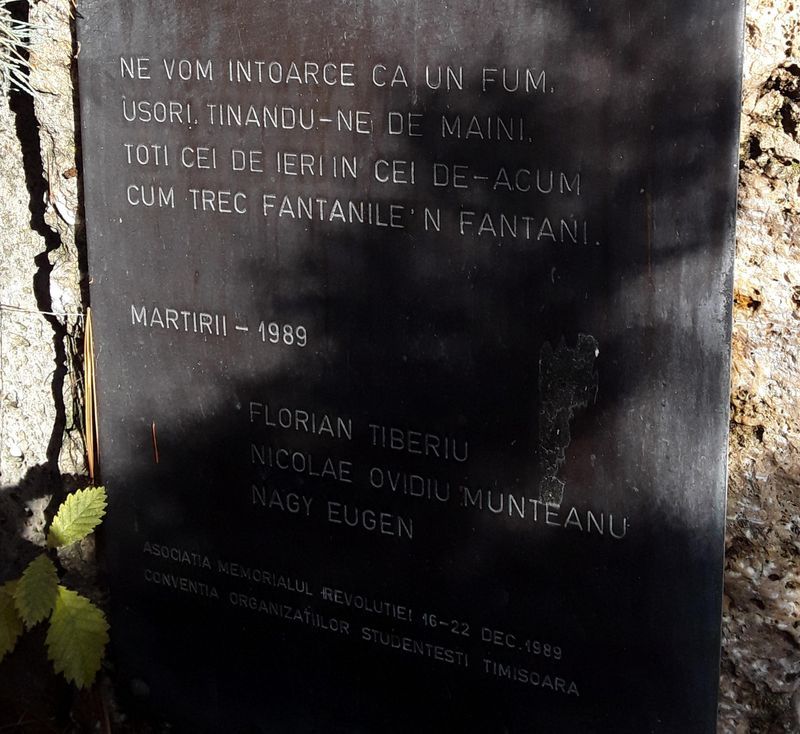 NE VOM INTOARCE CA UN FUM,
USORI, TINANDU-NE DE MAINI,
TOTI CEI DE IERI IN CEI DE-ACUM
CUM TREC FANTANILE'N FANTANI.
MARTIRII - 1989
FLORIAN TIBERIU
NICOLAE OVIDIU MUNTEANU
NAGY EUGEN
ASOCIATIA MEMORIALUL REVOLUTIEI 16-22 DEC. 1989
CONVENTIA ORGANIZATIILOR STUDENTESTI TIMISOARA